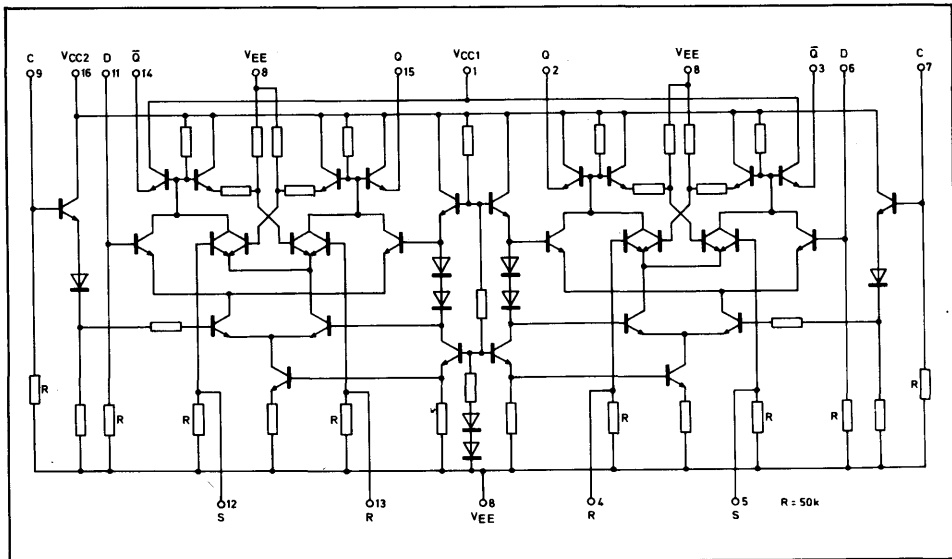 C VCC2 D Q̅ VEE Q VCC1 Q VEE Q̅ D C
9 16 11 14 8 15 1 2 8 3 6 7
R R R R R R R R
12 13 8 4 5 R = 50k
S R VEE R S